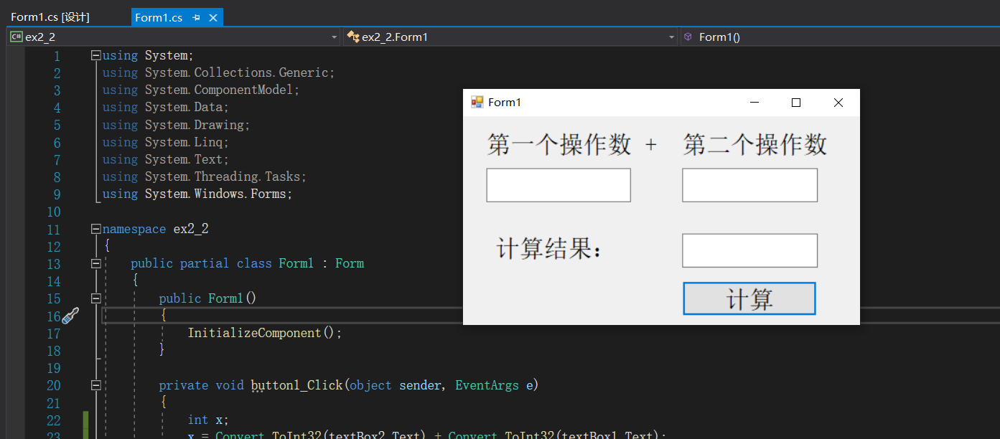 Form1.cs [设计]
Form1.cs
C# ex2_2
ex2_2.Form1
Form1()
1 using System;
2 using System.Collections.Generic;
3 using System.ComponentModel;
4 using System.Data;
5 using System.Drawing;
6 using System.Linq;
7 using System.Text;
8 using System.Threading.Tasks;
9 using System.Windows.Forms;
10
11 namespace ex2_2
12 {
13 public partial class Form1 : Form
14 {
15 public Form1()
16 {
17 InitializeComponent();
18 }
19
20 private void button1_Click(object sender, EventArgs e)
21 {
22 int x;
23 x = Convert.ToInt32(textBox2.Text) + Convert.ToInt32(textBox1.Text);
Form1
第一个操作数 + 第二个操作数
计算结果：
计算